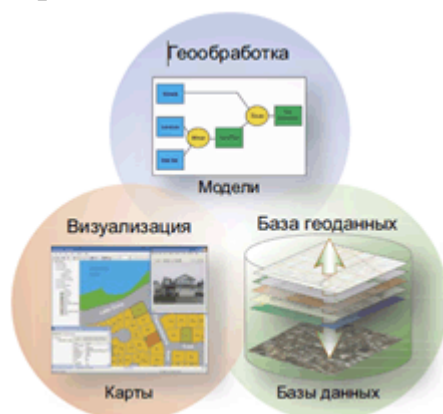 Геообработка
Модели
Визуализация
База геоданных
Карты
Базы данных